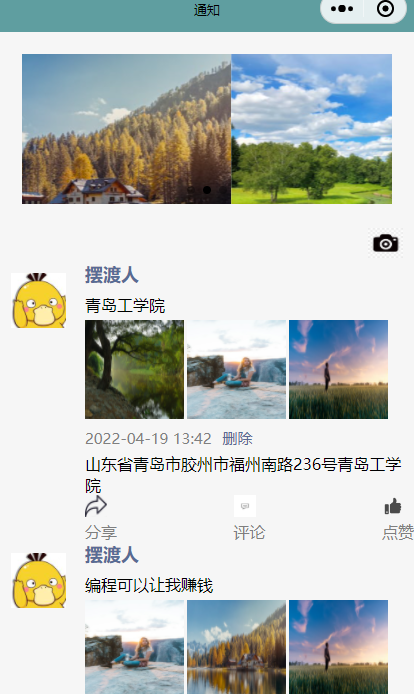 通知
摆渡人
青岛工学院
2022-04-19 13:42 删除
山东省青岛市胶州市福州南路236号青岛工学
院
分享 评论 点赞
摆渡人
编程可以让我赚钱